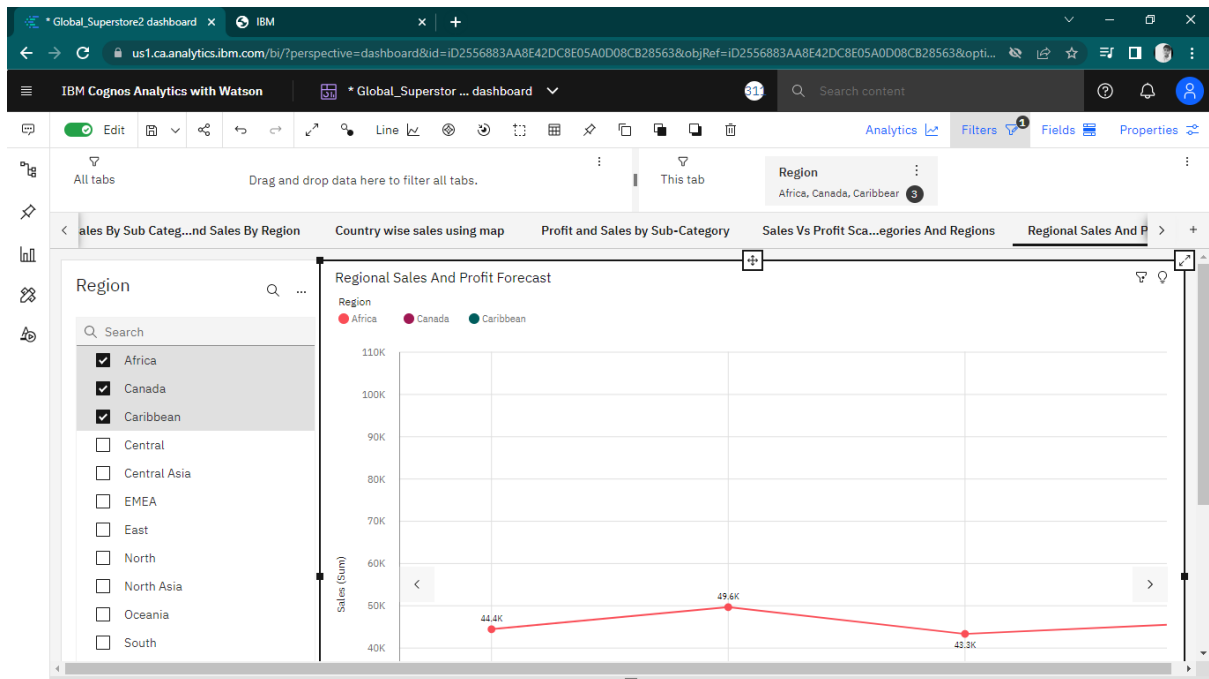 * Global_Superstore2 dashboard
IBM
us1.ca.analytics.ibm.com/bi/?perspective=dashboard&id=iD2556883AA8E42DC8E05A0D08CB28563&objRef=iD2556883AA8E42DC8E05A0D08CB28563&opti...
IBM Cognos Analytics with Watson
* Global_Superstor ... dashboard
311
Search content
Edit
Line
Analytics
Filters
1
Fields
Properties
All tabs
Drag and drop data here to filter all tabs.
This tab
Region
Africa, Canada, Caribbear
3
ales By Sub Categ...nd Sales By Region
Country wise sales using map
Profit and Sales by Sub-Category
Sales Vs Profit Sca...egories And Regions
Regional Sales And P
Region
Search
Africa
Canada
Caribbean
Central
Central Asia
EMEA
East
North
North Asia
Oceania
South
Regional Sales And Profit Forecast
Region
Africa
Canada
Caribbean
110K
100K
90K
80K
70K
60K
50K
40K
Sales (Sum)
44.4K
49.6K
43.3K